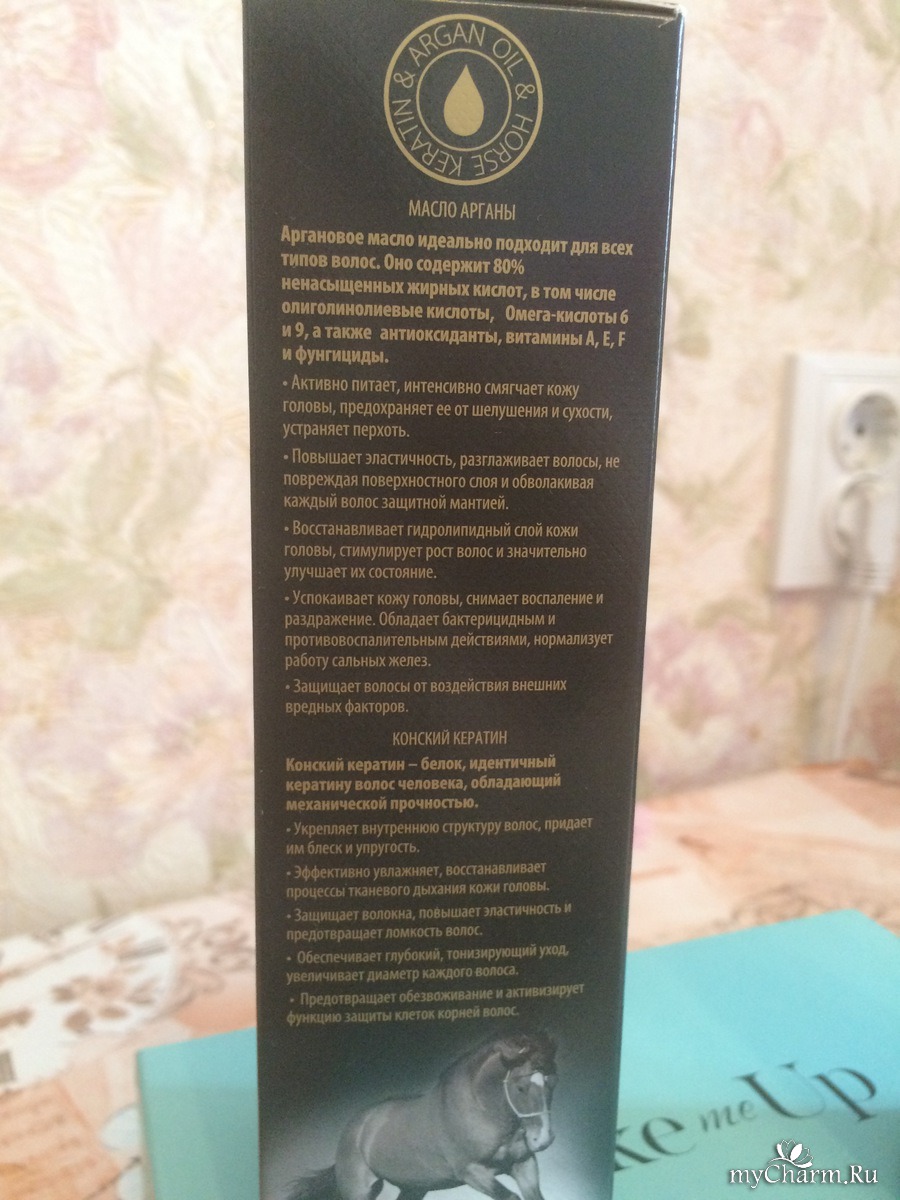 ARGAN OIL & HORSE KERATIN &
МАСЛО АРГАНЫ
Аргановое масло идеально подходит для всех
типов волос. Оно содержит 80%
ненасыщенных жирных кислот, в том числе
олиголинолиевые кислоты, Омега-кислоты 6
и 9, а также антиоксиданты, витамины A, E, F
и фунгициды.
• Активно питает, интенсивно смягчает кожу
головы, предохраняет ее от шелушения и сухости,
устраняет перхоть.
• Повышает эластичность, разглаживает волосы, не
повреждая поверхностного слоя и обволакивая
каждый волос защитной мантией.
• Восстанавливает гидролипидный слой кожи
головы, стимулирует рост волос и значительно
улучшает их состояние.
• Успокаивает кожу головы, снимает воспаление и
раздражение. Обладает бактерицидным и
противовоспалительным действиями, нормализует
работу сальных желез.
• Защищает волосы от воздействия внешних
вредных факторов.
КОНСКИЙ КЕРАТИН
Конский кератин – белок, идентичный
кератину волос человека, обладающий
механической прочностью.
• Укрепляет внутреннюю структуру волос, придает
им блеск и упругость.
• Эффективно увлажняет, восстанавливает
процессы тканевого дыхания кожи головы.
• Защищает волокна, повышает эластичность и
предотвращает ломкость волос.
• Обеспечивает глубокий, тонизирующий уход,
увеличивает диаметр каждого волоса.
• Предотвращает обезвоживание и активизирует
функцию защиты клеток корней волос.
ke me Up
myCharm.Ru